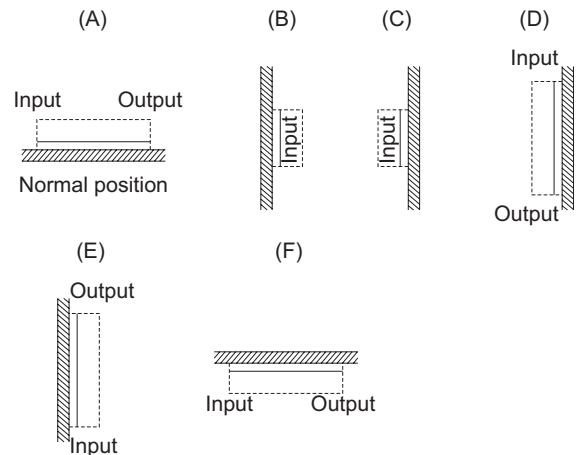 (A)
(B)
(C)
(D)
Input
Output
Normal position
Input
Input
Input
Output
(E)
(F)
Output
Input
Input
Output